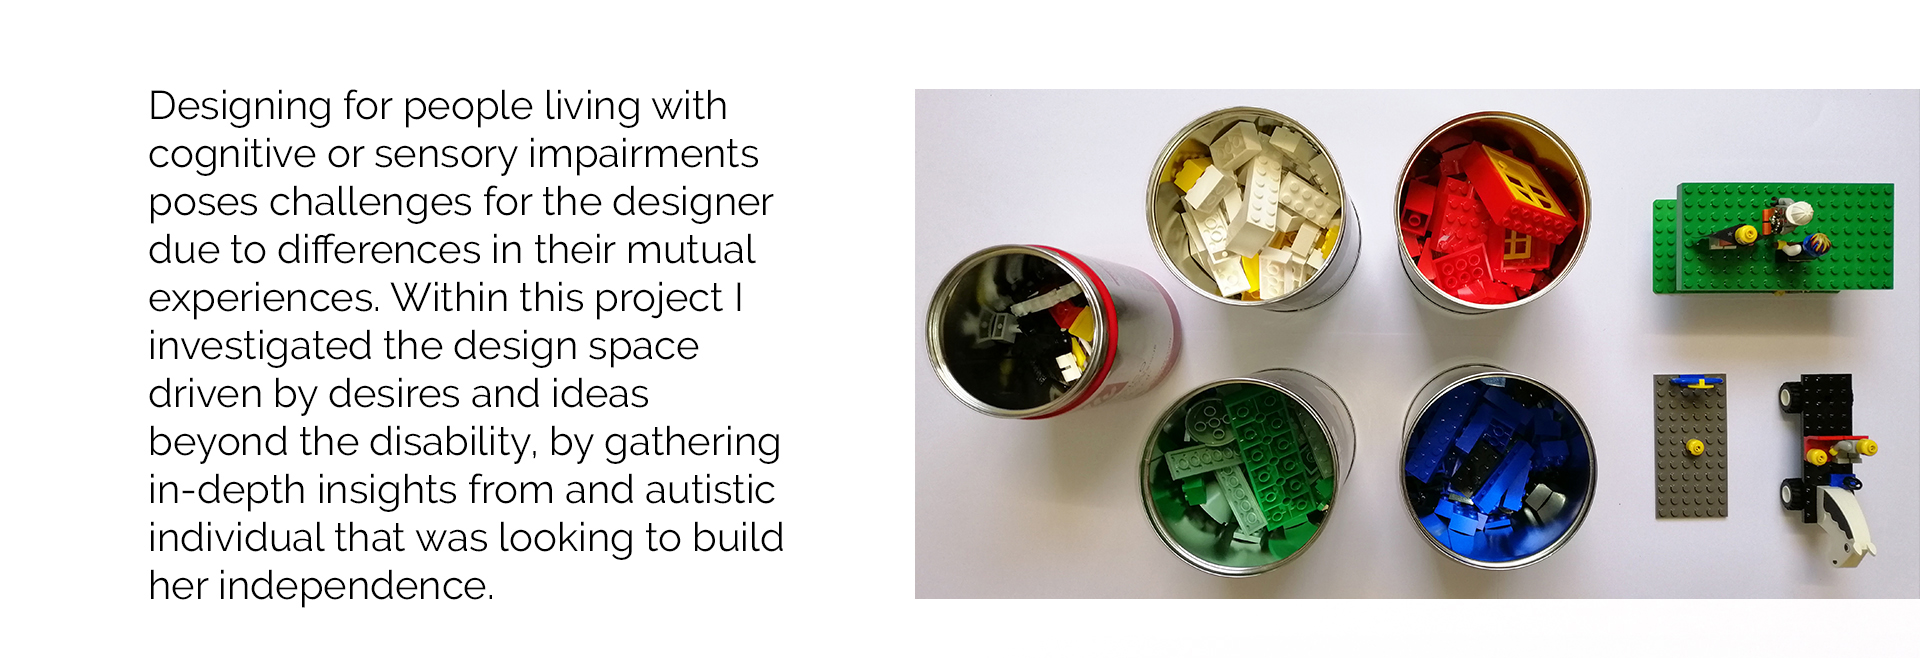 Designing for people living with
cognitive or sensory impairments
poses challenges for the designer
due to differences in their mutual
experiences. Within this project I
investigated the design space
driven by desires and ideas
beyond the disability, by gathering
in-depth insights from and autistic
individual that was looking to build
her independence.